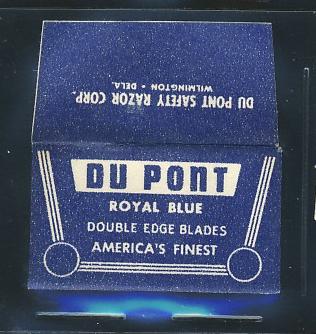 DU PONT SAFETY RAZOR CORP.
WILMINGTON • DELA.
DU PONT
ROYAL BLUE
DOUBLE EDGE BLADES
AMERICA'S FINEST